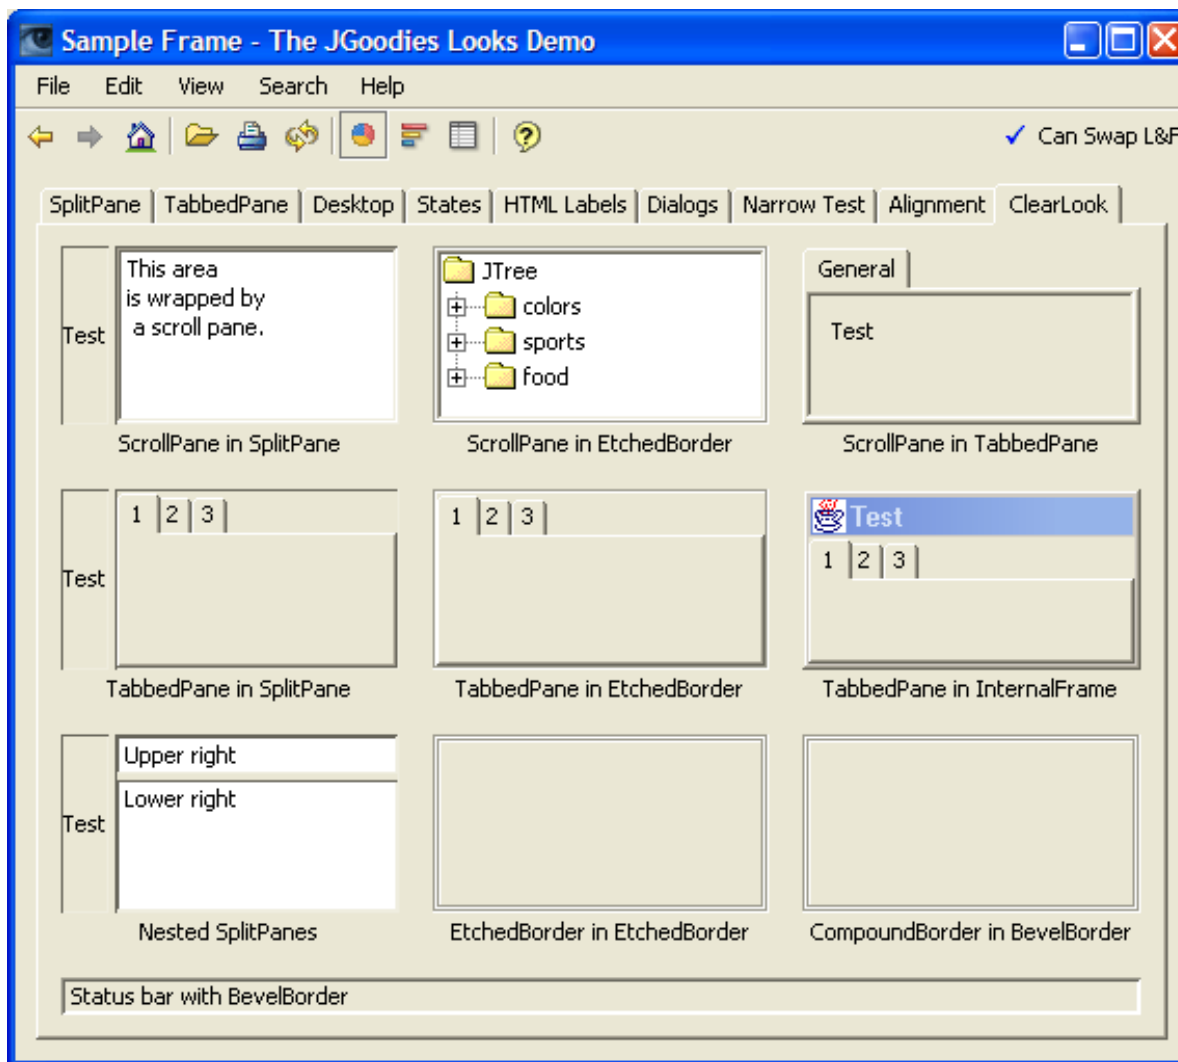 Sample Frame - The JGoodies Looks Demo
File Edit View Search Help
Can Swap L&F
SplitPane TabbedPane Desktop States HTML Labels Dialogs Narrow Test Alignment ClearLook
Test
This area
is wrapped by
a scroll pane.
ScrollPane in SplitPane
JTree
colors
sports
food
ScrollPane in EtchedBorder
General
Test
ScrollPane in TabbedPane
Test
1 2 3
TabbedPane in SplitPane
1 2 3
TabbedPane in EtchedBorder
Test
1 2 3
TabbedPane in InternalFrame
Test
Upper right
Lower right
Nested SplitPanes
EtchedBorder in EtchedBorder
CompoundBorder in BevelBorder
Status bar with BevelBorder